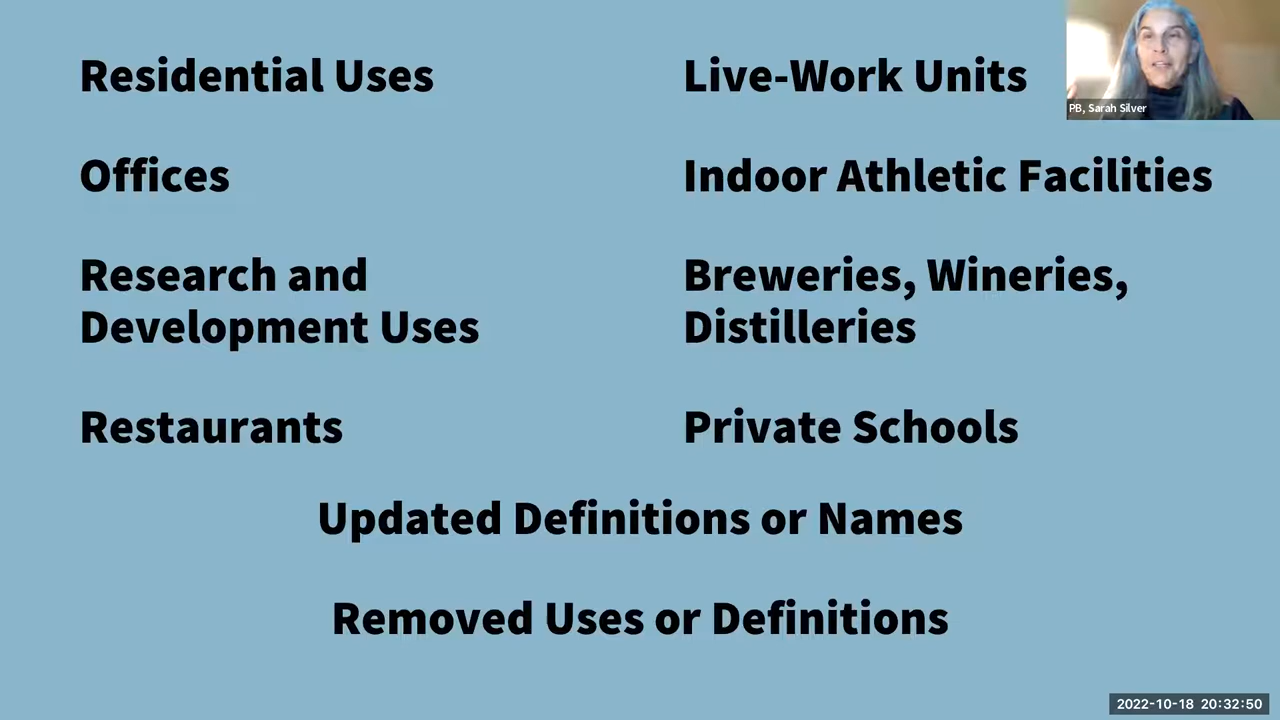 Residential Uses
Live-Work Units
PB, Sarah Silver
Offices
Indoor Athletic Facilities
Research and
Development Uses
Breweries, Wineries,
Distilleries
Restaurants
Private Schools
Updated Definitions or Names
Removed Uses or Definitions
2022-10-18 20:32:50